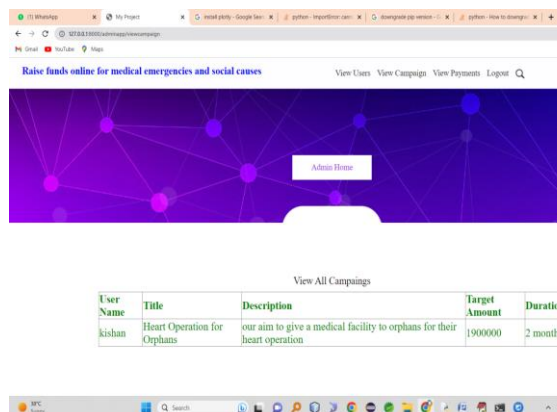 (1) WhatsApp
My Project
install plotly - Google Sea
python - ImportError: can
downgrade pip version - G
python - How to downgra
127.0.0.1:8000/adminapp/viewcampaign
Gmail YouTube Maps
Raise funds online for medical emergencies and social causes
View Users View Campaign View Payments Logout
Admin Home
View All Campaings
User Name Title Description Target Amount Duratio
kishan Heart Operation for Orphans our aim to give a medical facility to orphans for their heart operation 1900000 2 month
Search